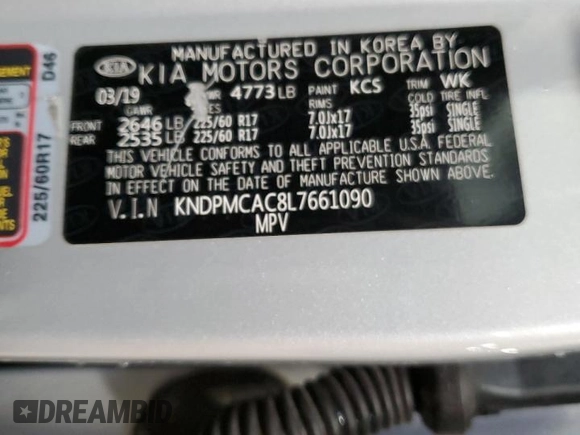 MANUFACTURED IN KOREA BY
KIA KIA MOTORS CORPORATION
03/19 4773 LB PAINT KCS TRIM WK
GAWR RIMS COLD TIRE INFL
FRONT 2646 LB 225/60 R17 7.0Jx17 35psi SINGLE
REAR 2535 LB 225/60 R17 7.0Jx17 35psi SINGLE
THIS VEHICLE CONFORMS TO ALL APPLICABLE U.S.A. FEDERAL
MOTOR VEHICLE SAFETY AND THEFT PREVENTION STANDARDS
IN EFFECT ON THE DATE OF MANUFACTURE SHOWN ABOVE.
V.I.N KNDPMCAC8L7661090
MPV
225/60R17 D46
DREAMBID